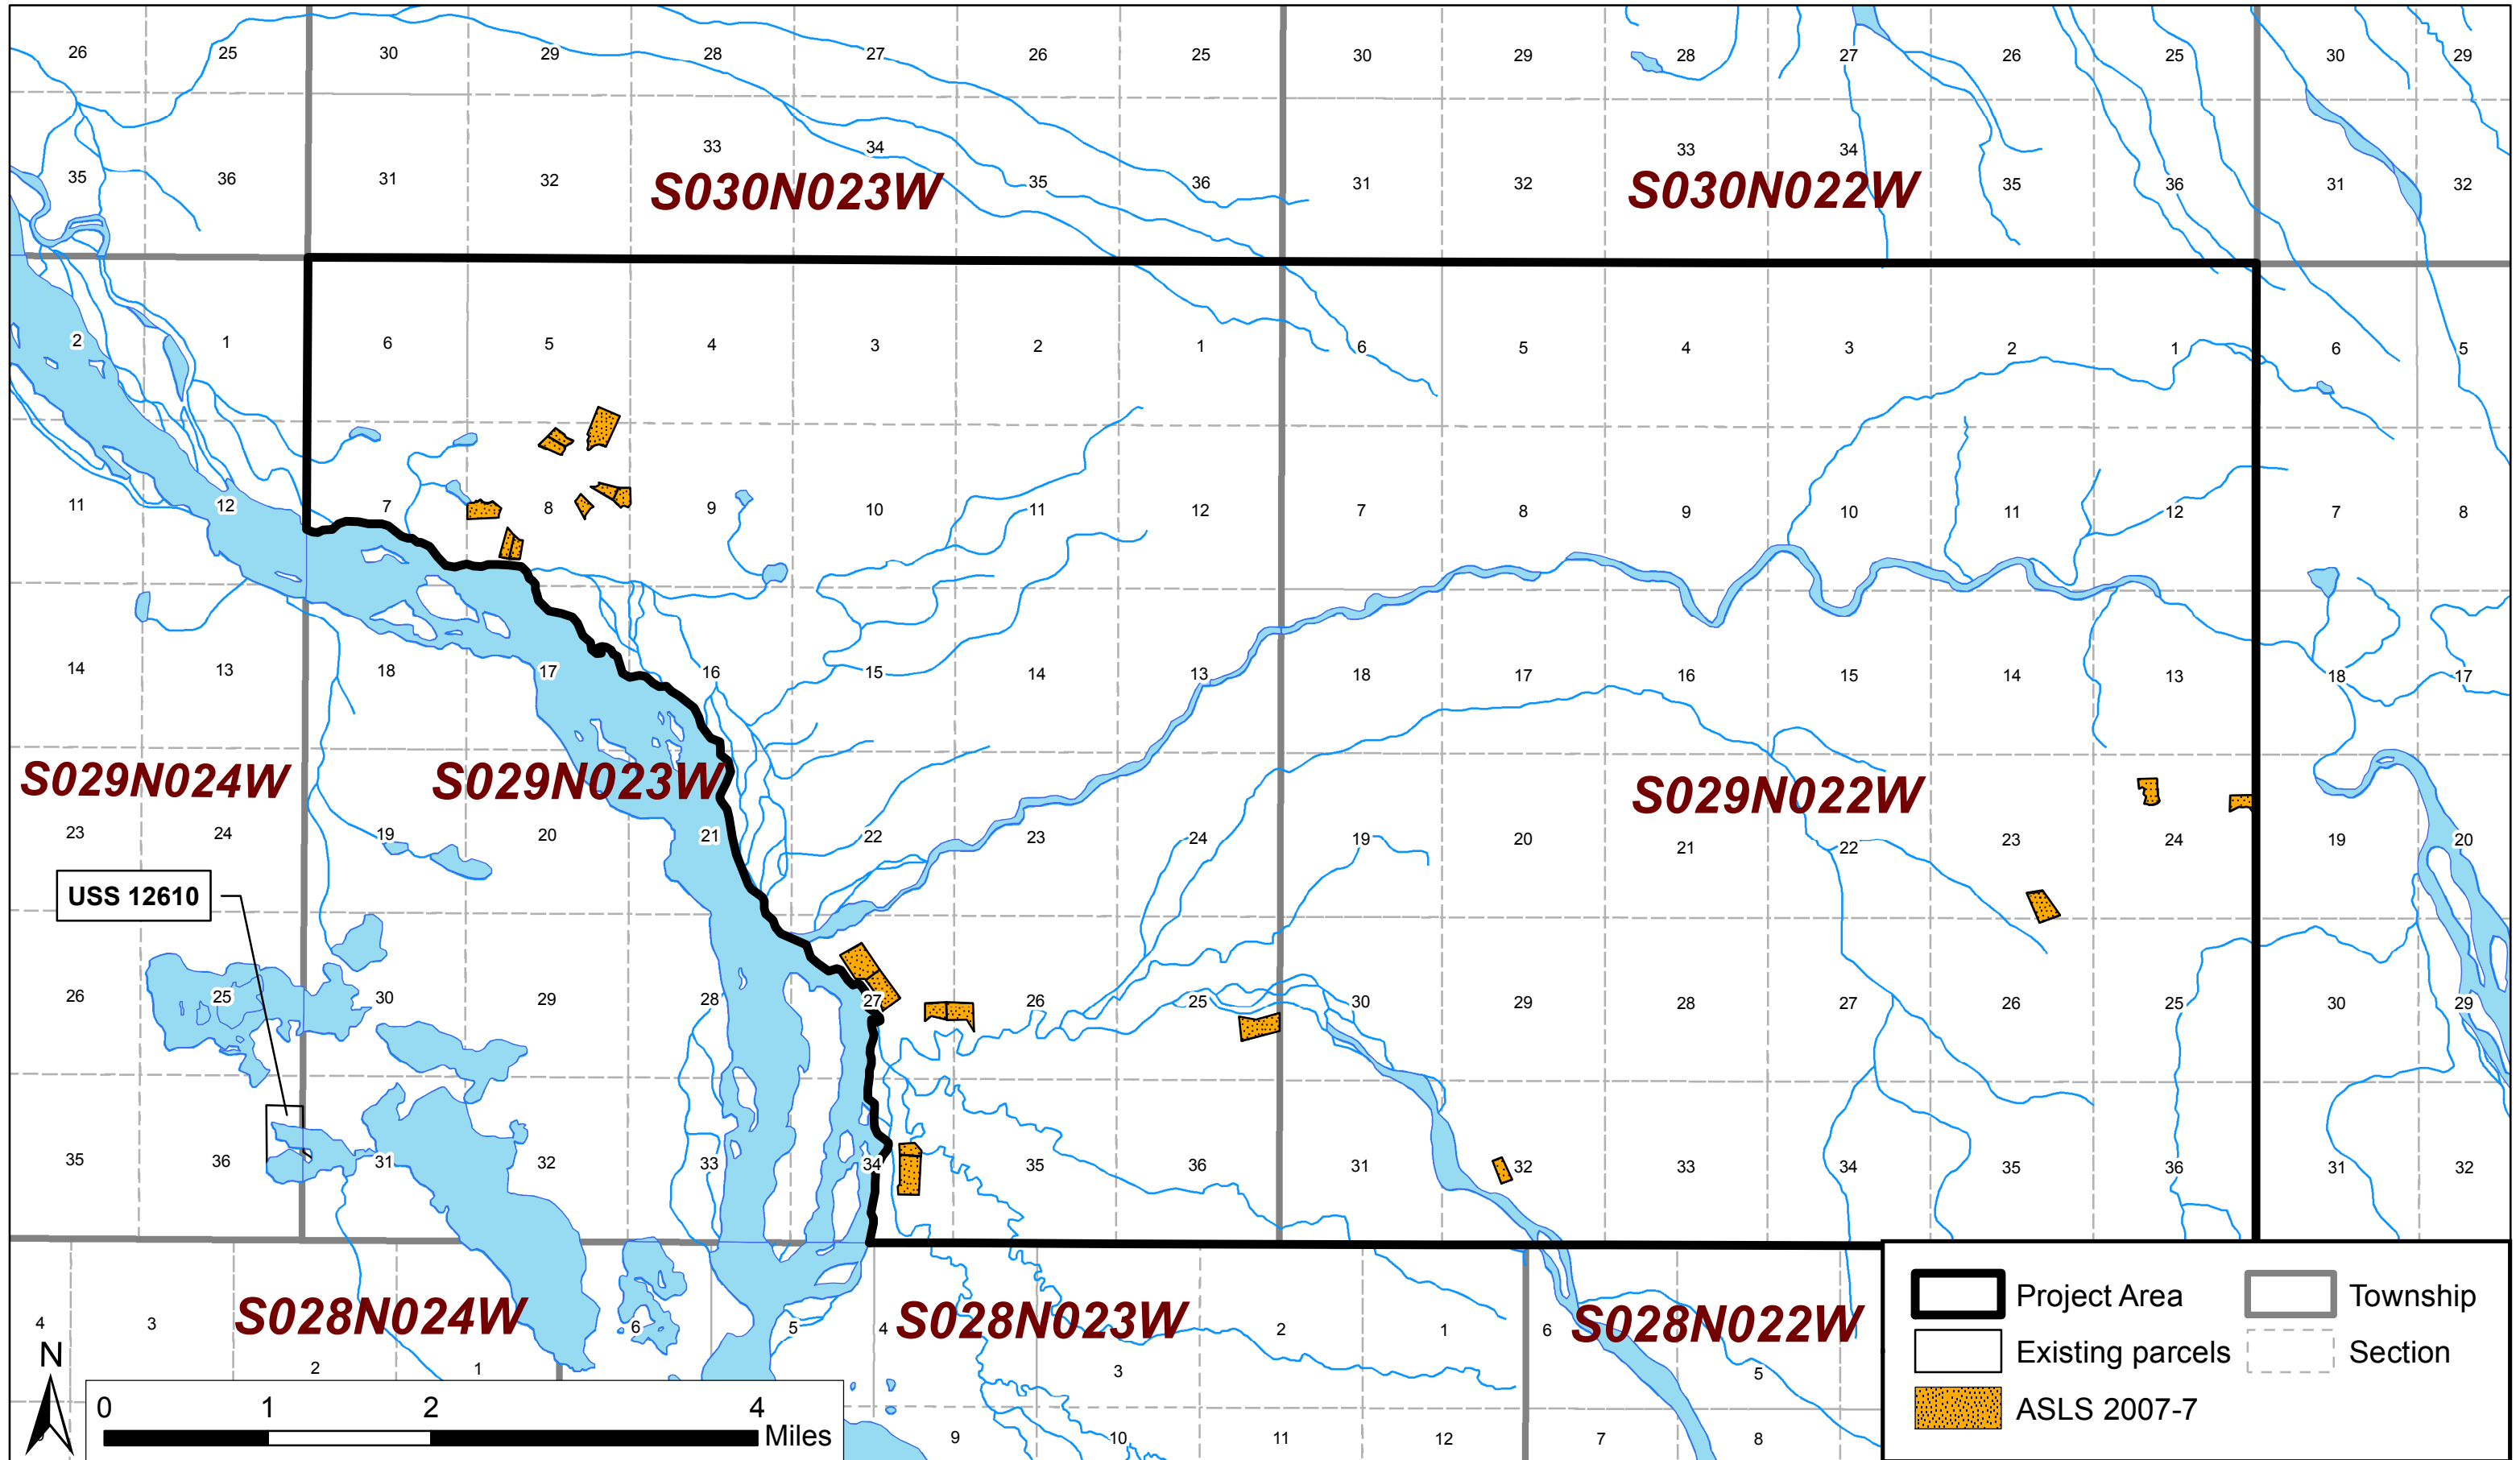 26 25 30 29 28 27 26 25 30 29 28 27 26 25 30 29
33 34 33 34
35 36 31 32 35 36 31 32 35 36 31 32
S030N023W S030N022W
2 1 6 5 4 3 2 1 6 5 4 3 2 1 6 5
11 12 7 8 9 10 11 12 7 8 9 10 11 12 7 8
14 13 18 17 16 15 14 13 18 17 16 15 14 13 18 17
S029N024W S029N023W S029N022W
23 24 19 20 21 22 23 24 19 20 21 22 23 24 19 20
USS 12610
26 25 30 29 28 27 26 25 30 29 28 27 26 25 30 29
35 36 31 32 33 34 35 36 31 32 33 34 35 36 31 32
S028N024W S028N023W S028N022W
4 3 6 5 4 2 1 6
2 1 3 5
9 10 11 12 7 8
N
0 1 2 4
Miles
Project Area
Township
Existing parcels
Section
ASLS 2007-7